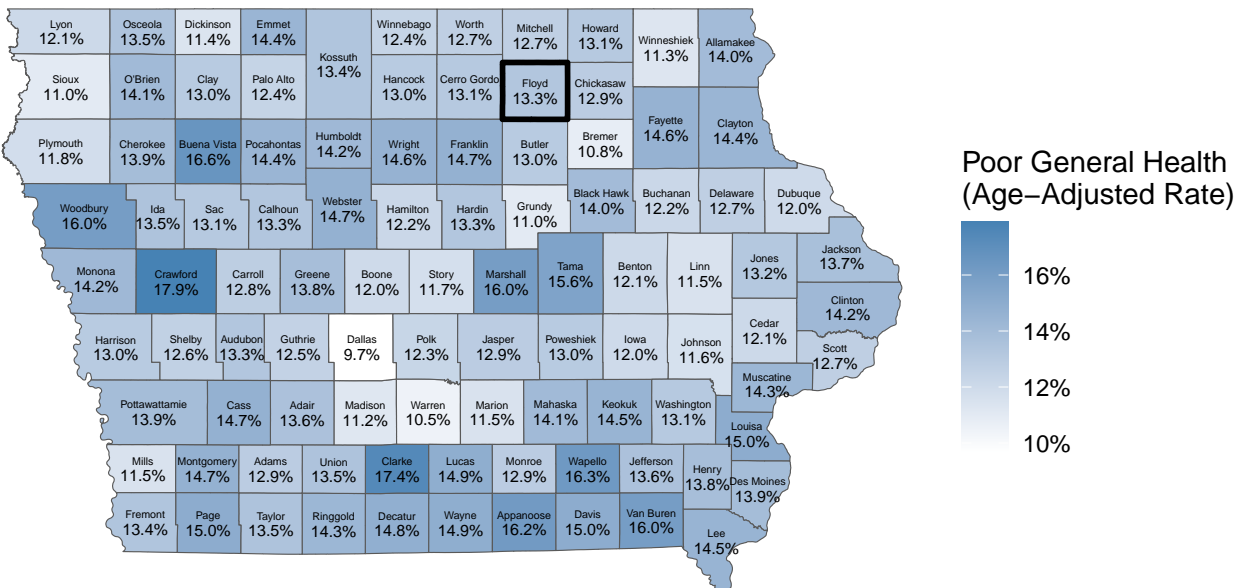 Lyon
12.1%
Osceola
13.5%
Dickinson
11.4%
Emmet
14.4%
Kossuth
13.4%
Winnebago
12.4%
Worth
12.7%
Mitchell
12.7%
Howard
13.1%
Winneshiek
11.3%
Allamakee
14.0%
Sioux
11.0%
O'Brien
14.1%
Clay
13.0%
Palo Alto
12.4%
Hancock
13.0%
Cerro Gordo
13.1%
Floyd
13.3%
Chickasaw
12.9%
Fayette
14.6%
Clayton
14.4%
Plymouth
11.8%
Cherokee
13.9%
Buena Vista
16.6%
Pocahontas
14.4%
Humboldt
14.2%
Wright
14.6%
Franklin
14.7%
Butler
13.0%
Bremer
10.8%
Woodbury
16.0%
Ida
13.5%
Sac
13.1%
Calhoun
13.3%
Webster
14.7%
Hamilton
12.2%
Hardin
13.3%
Grundy
11.0%
Black Hawk
14.0%
Buchanan
12.2%
Delaware
12.7%
Dubuque
12.0%
Monona
14.2%
Crawford
17.9%
Carroll
12.8%
Greene
13.8%
Boone
12.0%
Story
11.7%
Marshall
16.0%
Tama
15.6%
Benton
12.1%
Linn
11.5%
Jones
13.2%
Jackson
13.7%
Clinton
14.2%
Harrison
13.0%
Shelby
12.6%
Audubon
13.3%
Guthrie
12.5%
Dallas
9.7%
Polk
12.3%
Jasper
12.9%
Poweshiek
13.0%
Iowa
12.0%
Johnson
11.6%
Cedar
12.1%
Scott
12.7%
Muscatine
14.3%
Pottawattamie
13.9%
Cass
14.7%
Adair
13.6%
Madison
11.2%
Warren
10.5%
Marion
11.5%
Mahaska
14.1%
Keokuk
14.5%
Washington
13.1%
Louisa
15.0%
Mills
11.5%
Montgomery
14.7%
Adams
12.9%
Union
13.5%
Clarke
17.4%
Lucas
14.9%
Monroe
12.9%
Wapello
16.3%
Jefferson
13.6%
Henry
13.8%
Des Moines
13.9%
Fremont
13.4%
Page
15.0%
Taylor
13.5%
Ringgold
14.3%
Decatur
14.8%
Wayne
14.9%
Appanoose
16.2%
Davis
15.0%
Van Buren
16.0%
Lee
14.5%
Poor General Health
(Age−Adjusted Rate)
16%
14%
12%
10%